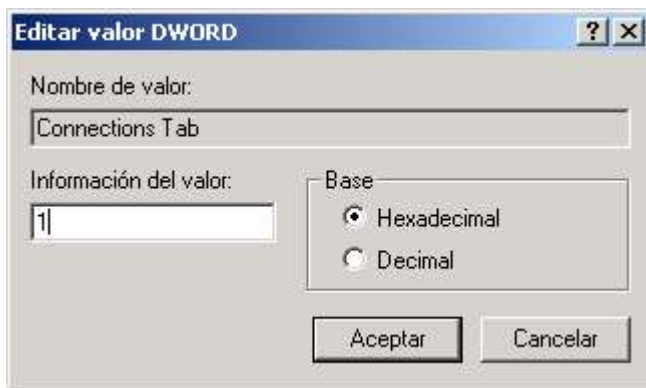 Editar valor DWORD
Nombre de valor:
Connections Tab
Información del valor:
1
Base
Hexadecimal
Decimal
Aceptar
Cancelar